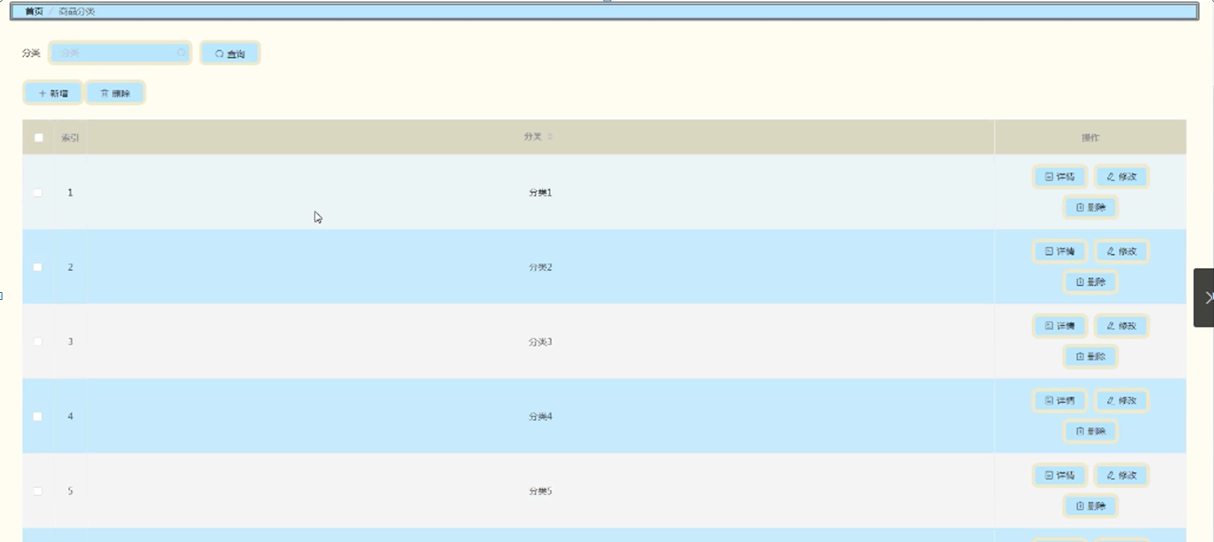 首页 / 商品分类
分类 分类 查询
+ 新增 删除
索引 分类 操作
1 分类1 详情 修改
删除
2 分类2 详情 修改
删除
3 分类3 详情 修改
删除
4 分类4 详情 修改
删除
5 分类5 详情 修改
删除